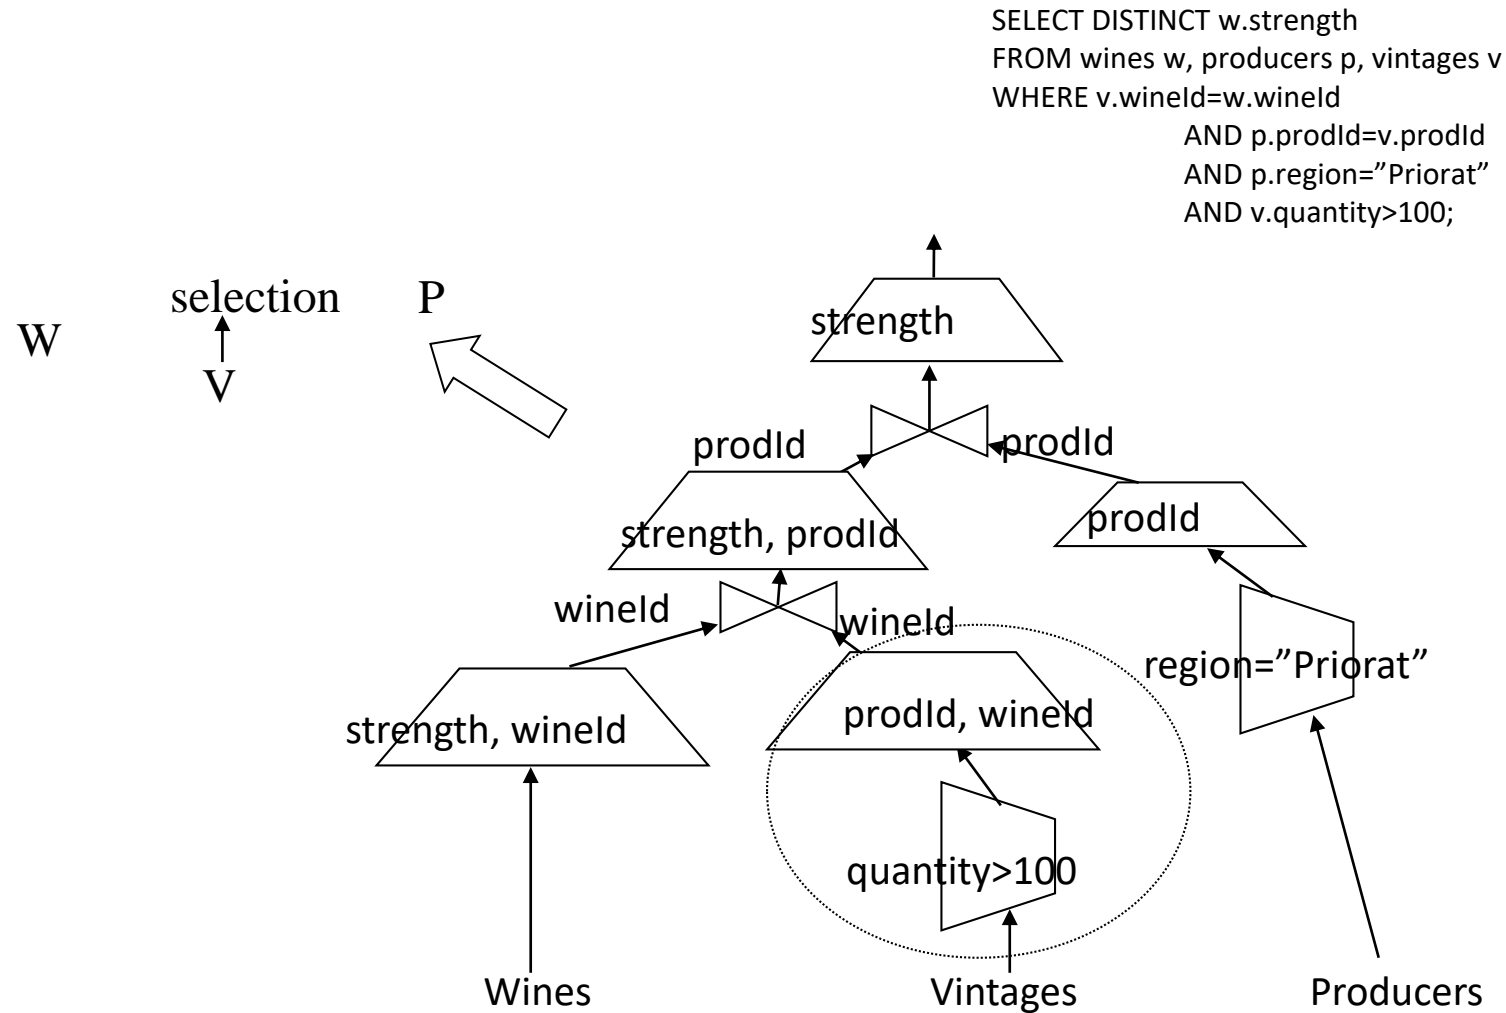 SELECT DISTINCT w.strength
FROM wines w, producers p, vintages v
WHERE v.wineId=w.wineId
AND p.prodId=v.prodId
AND p.region=”Priorat”
AND v.quantity>100;
selection
P
W
V
strength
prodId
prodId
strength, prodId
prodId
wineId
wineId
region=”Priorat”
strength, wineId
prodId, wineId
quantity>100
Wines
Vintages
Producers